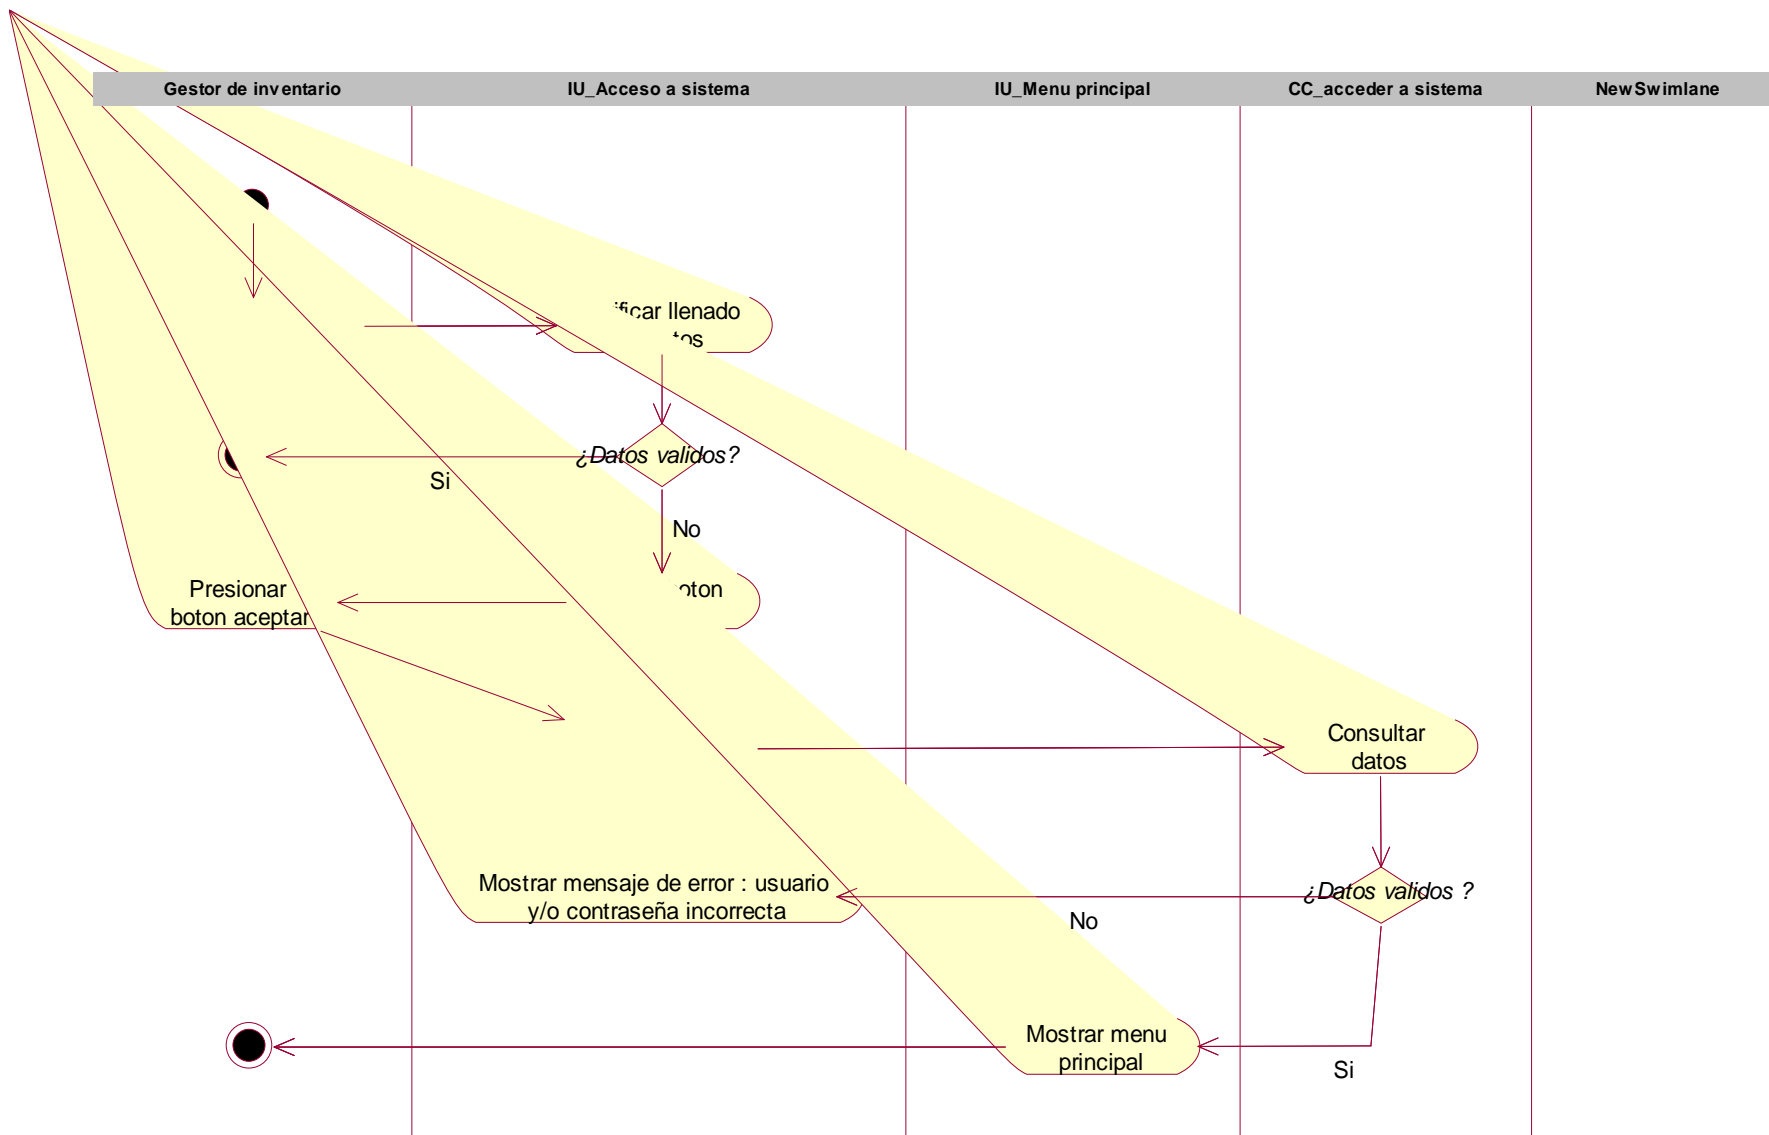 Gestor de inventario
IU_Acceso a sistema
IU_Menu principal
CC_acceder a sistema
NewSwimlane
llenado
¿Datos validos?
Si
No
Presionar
boton aceptar
Consultar
datos
Mostrar mensaje de error : usuario
y/o contraseña incorrecta
¿Datos validos ?
No
Mostrar menu
principal
Si